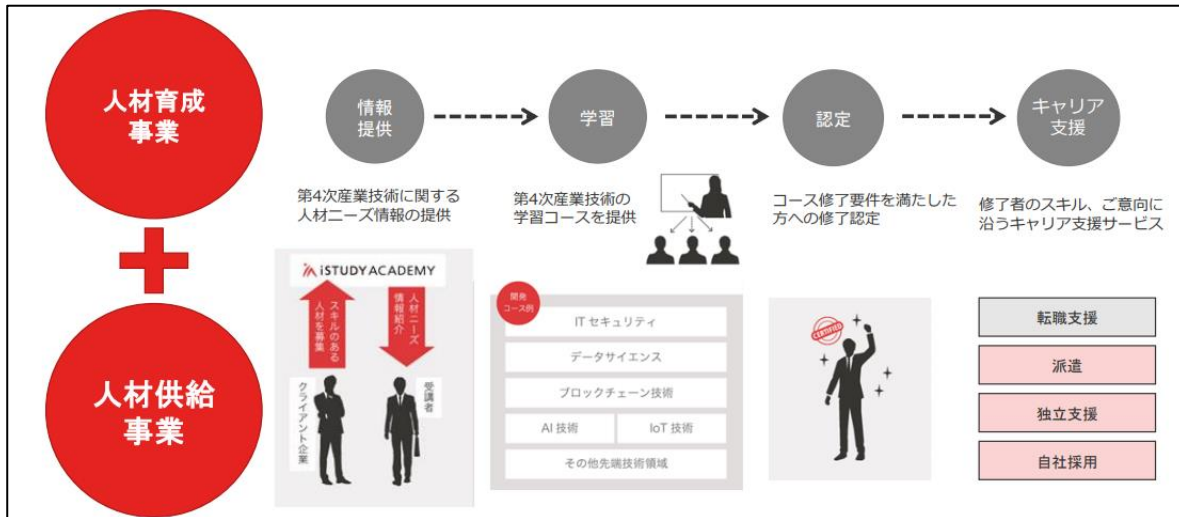 人材育成
事業
人材供給
事業
情報
提供
学習
認定
キャリア
支援
第4次産業技術に関する
人材ニーズ情報の提供
第4次産業技術の
学習コースを提供
コース修了要件を満たした
方への修了認定
修了者のスキル、ご意向に
沿うキャリア支援サービス
iSTUDY ACADEMY
スキルのある
人材を募集
人材ニーズ
情報紹介
クライアント企業
受講者
開発
コース例
IT セキュリティ
データサイエンス
ブロックチェーン技術
AI 技術
IoT 技術
その他先端技術領域
CERTIFIED
転職支援
派遣
独立支援
自社採用